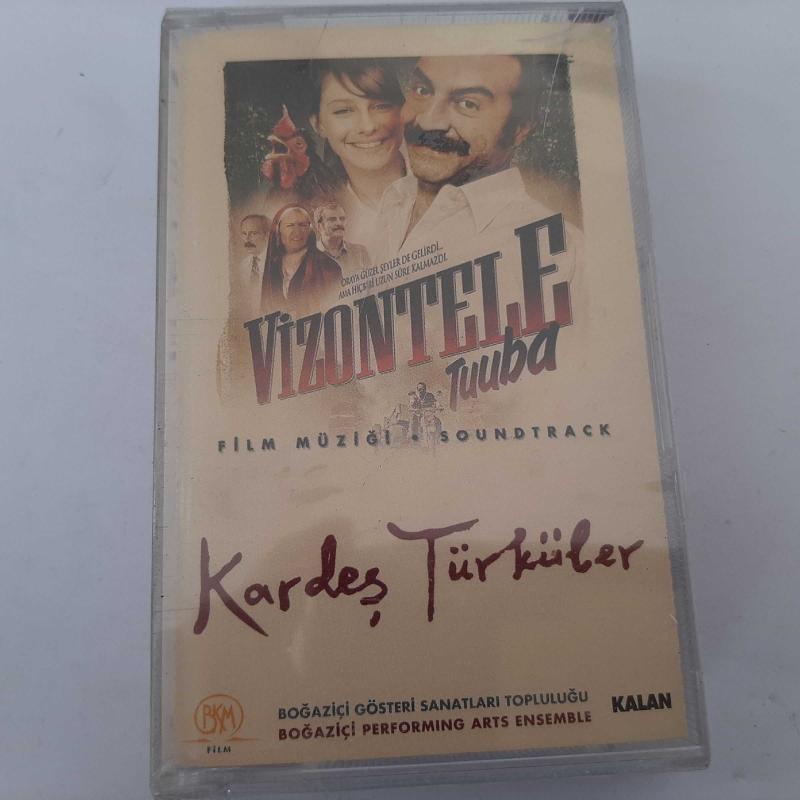 ORAYA GÜZEL ŞEYLER DE GELİRDİ...
AMA HİÇBİRİ UZUN SÜRE KALMAZDI.
VİZONTELE
Tuuba
FİLM MÜZİĞİ • SOUNDTRACK
Kardeş Türküler
BKM
FİLM
BOĞAZİÇİ GÖSTERİ SANATLARI TOPLULUĞU
BOĞAZİÇİ PERFORMING ARTS ENSEMBLE
KALAN